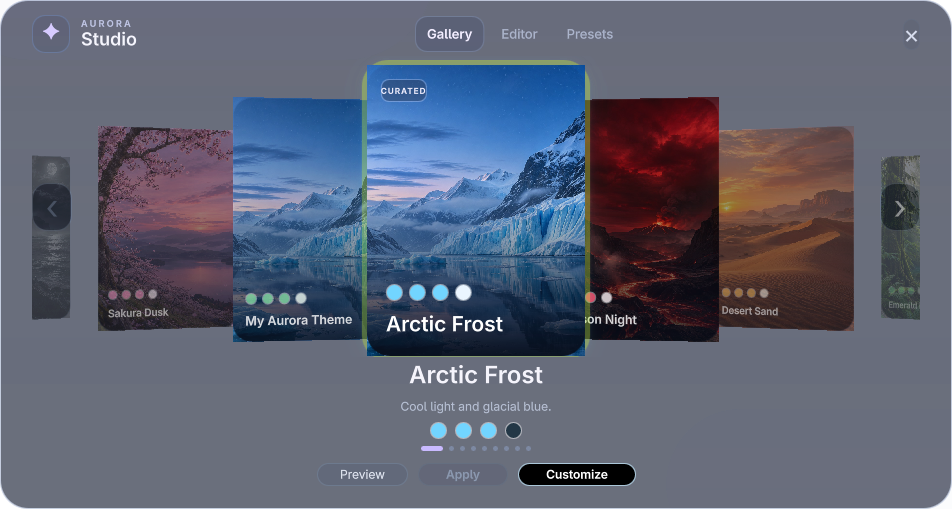 AURORA
Studio
Gallery
Editor
Presets
CURATED
Sakura Dusk
My Aurora Theme
Arctic Frost
son Night
Desert Sand
Emerald
Arctic Frost
Cool light and glacial blue.
Preview
Apply
Customize